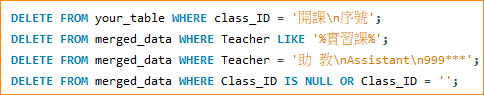 DELETE FROM your_table WHERE class_ID = '開課\n序號';
DELETE FROM merged_data WHERE Teacher LIKE '%實習課%';
DELETE FROM merged_data WHERE Teacher = '助 教\nAssistant\n999***';
DELETE FROM merged_data WHERE Class_ID IS NULL OR Class_ID = '';